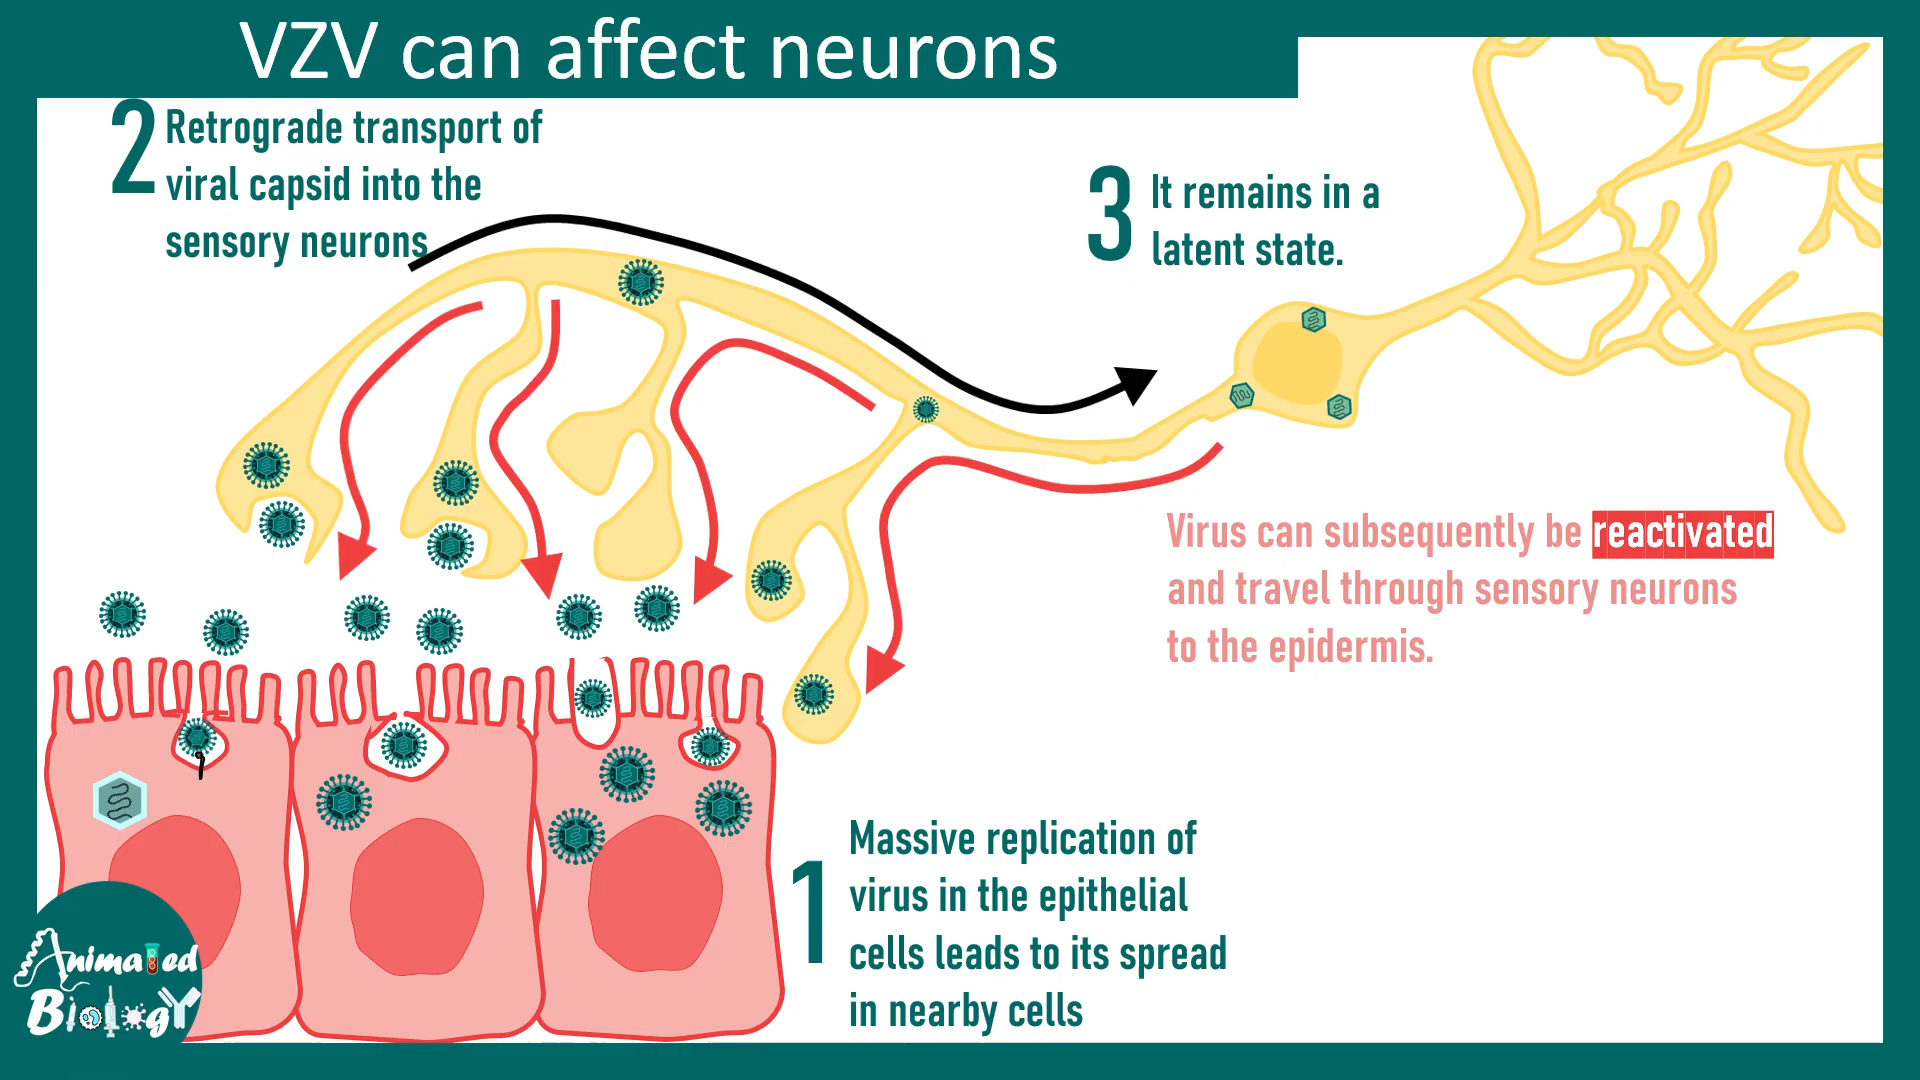 VZV can affect neurons
2
Retrograde transport of
viral capsid into the
sensory neurons
3
It remains in a
latent state.
Virus can subsequently be reactivated
and travel through sensory neurons
to the epidermis.
1
Massive replication of
virus in the epithelial
cells leads to its spread
in nearby cells
Animated
Biology